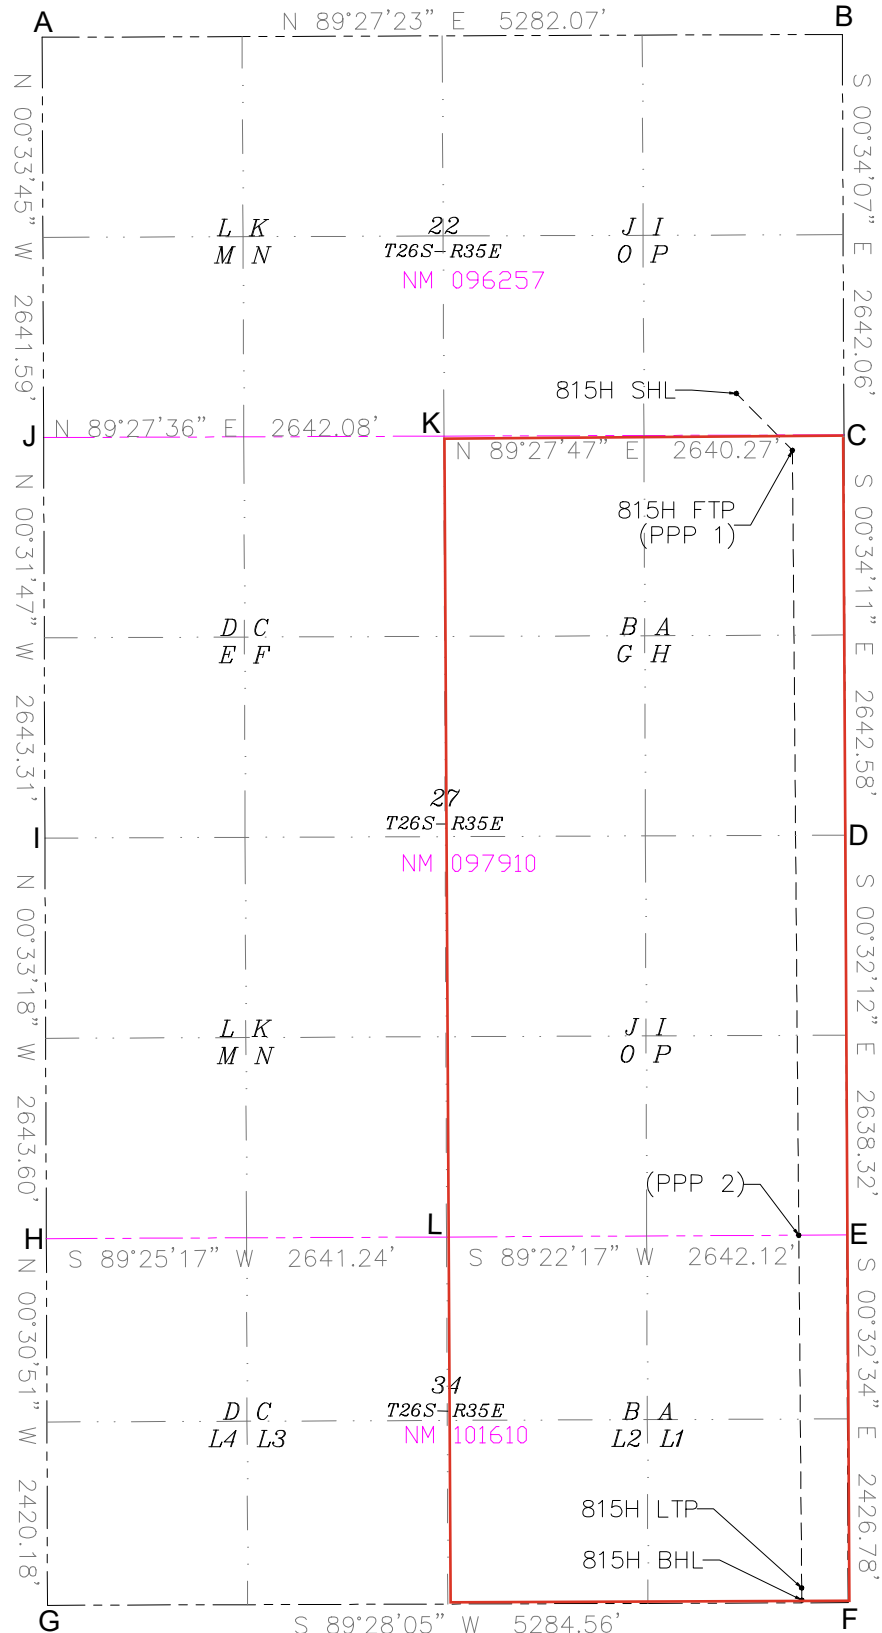 A
N 89°27'23" E 5282.07'
B
N 00°33'45" W 2641.59'
S 00°34'07" E 2642.06'
L K
M N
22
T26S-R35E
NM 096257
J I
O P
815H SHL
J
N 89°27'36" E 2642.08'
K
C
N 89°27'47" E 2640.27'
815H FTP
(PPP 1)
N 00°31'47" W 2643.31'
S 00°34'11" E 2642.58'
D C
E F
B A
G H
27
T26S-R35E
NM 097910
I
D
N 00°33'18" W 2643.60'
S 00°32'12" E 2638.32'
L K
M N
J I
O P
(PPP 2)
H
L
E
S 89°25'17" W 2641.24'
S 89°22'17" W 2642.12'
N 00°30'51" W 2420.18'
S 00°32'34" E 2426.78'
34
T26S-R35E
NM 101610
D C
L4 L3
B A
L2 L1
815H LTP
815H BHL
G
S 89°28'05" W 5284.56'
F